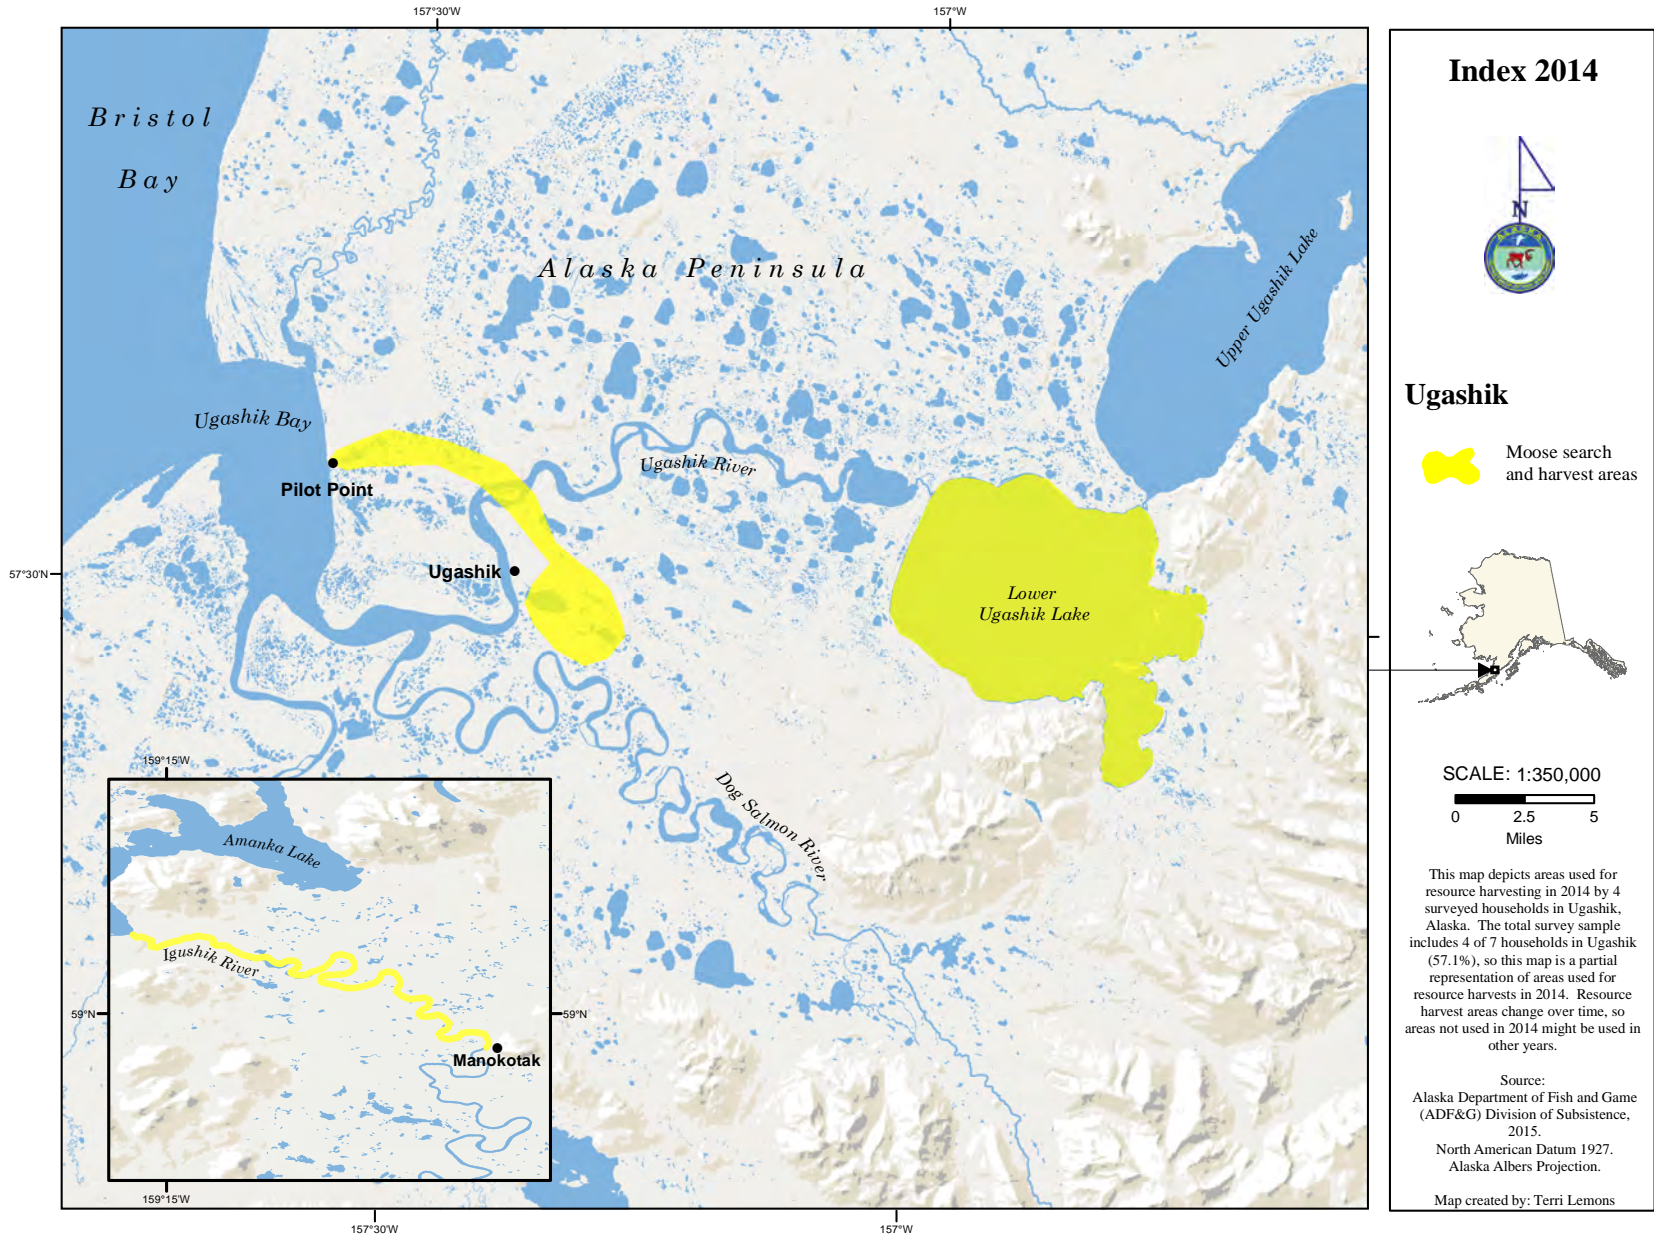 157°30'W
157°W
Bristol
Bay
Alaska Peninsula
Upper Ugashik Lake
Ugashik Bay
Ugashik River
Pilot Point
Ugashik
57°30'N
Lower
Ugashik Lake
Dog Salmon River
159°15'W
Amanka Lake
Igushik River
59°N
59°N
Manokotak
159°15'W
157°30'W
157°W
Index 2014
N
ALASKA
Ugashik
Moose search
and harvest areas
SCALE: 1:350,000
0 2.5 5
Miles
This map depicts areas used for
resource harvesting in 2014 by 4
surveyed households in Ugashik,
Alaska. The total survey sample
includes 4 of 7 households in Ugashik
(57.1%), so this map is a partial
representation of areas used for
resource harvests in 2014. Resource
harvest areas change over time, so
areas not used in 2014 might be used in
other years.
Source:
Alaska Department of Fish and Game
(ADF&G) Division of Subsistence,
2015.
North American Datum 1927.
Alaska Albers Projection.
Map created by: Terri Lemons